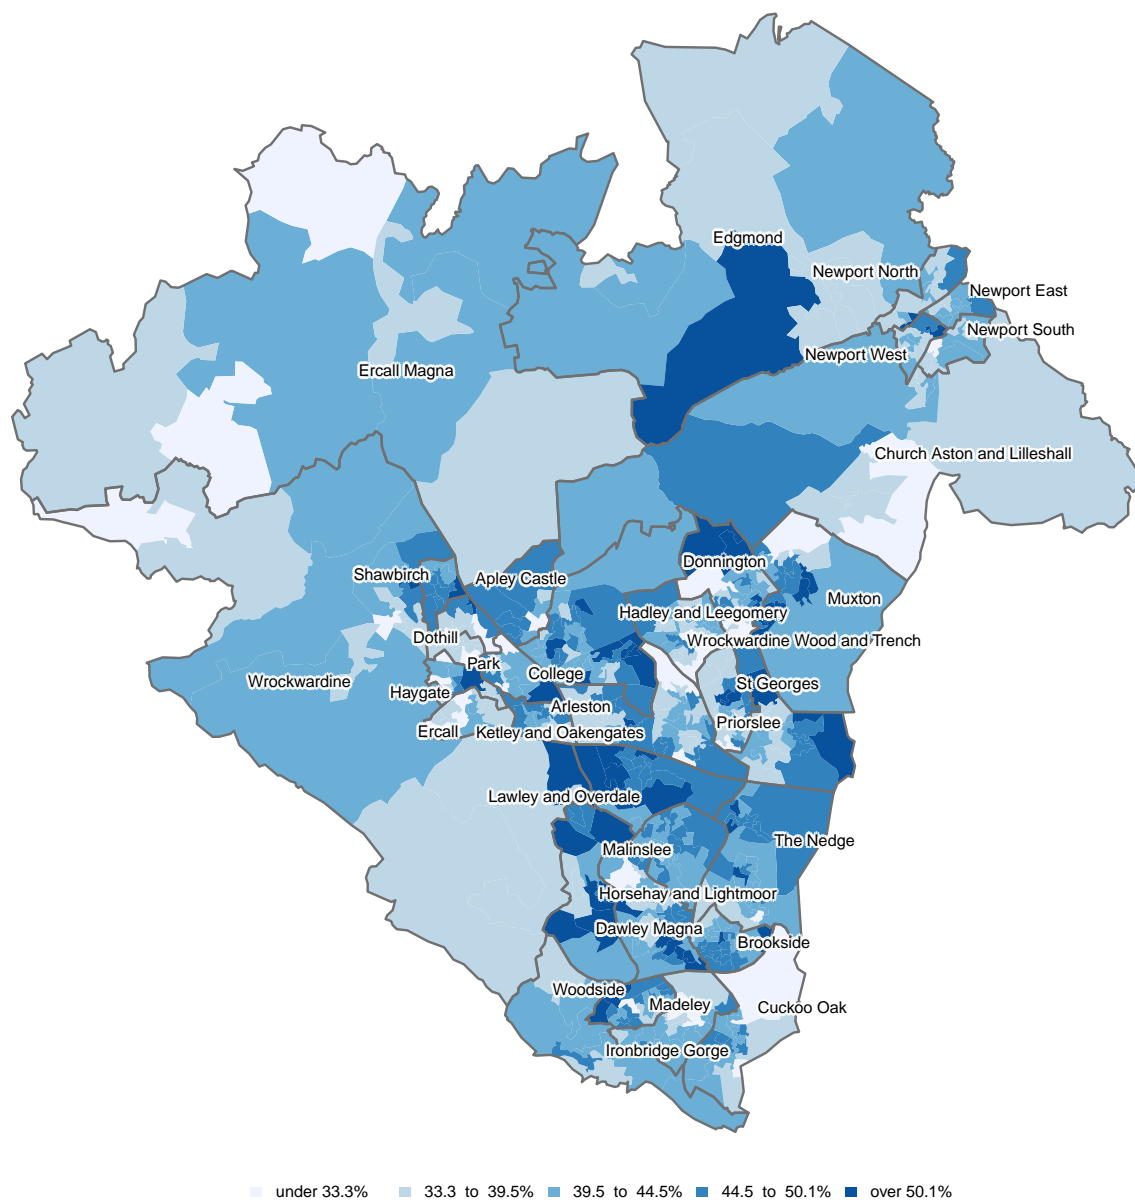 Edgmond
Newport North
Newport East
Newport South
Newport West
Ercall Magna
Church Aston and Lilleshall
Donnington
Shawbirch
Apley Castle
Muxton
Hadley and Leegomery
Dothill
Wrockwardine Wood and Trench
Park
College
Wrockwardine
St Georges
Haygate
Arleston
Priorslee
Ercall
Ketley and Oakengates
Lawley and Overdale
The Nedge
Malinslee
Horsehay and Lightmoor
Dawley Magna
Brookside
Woodside
Madeley
Cuckoo Oak
Ironbridge Gorge
under 33.3% 33.3 to 39.5% 39.5 to 44.5% 44.5 to 50.1% over 50.1%